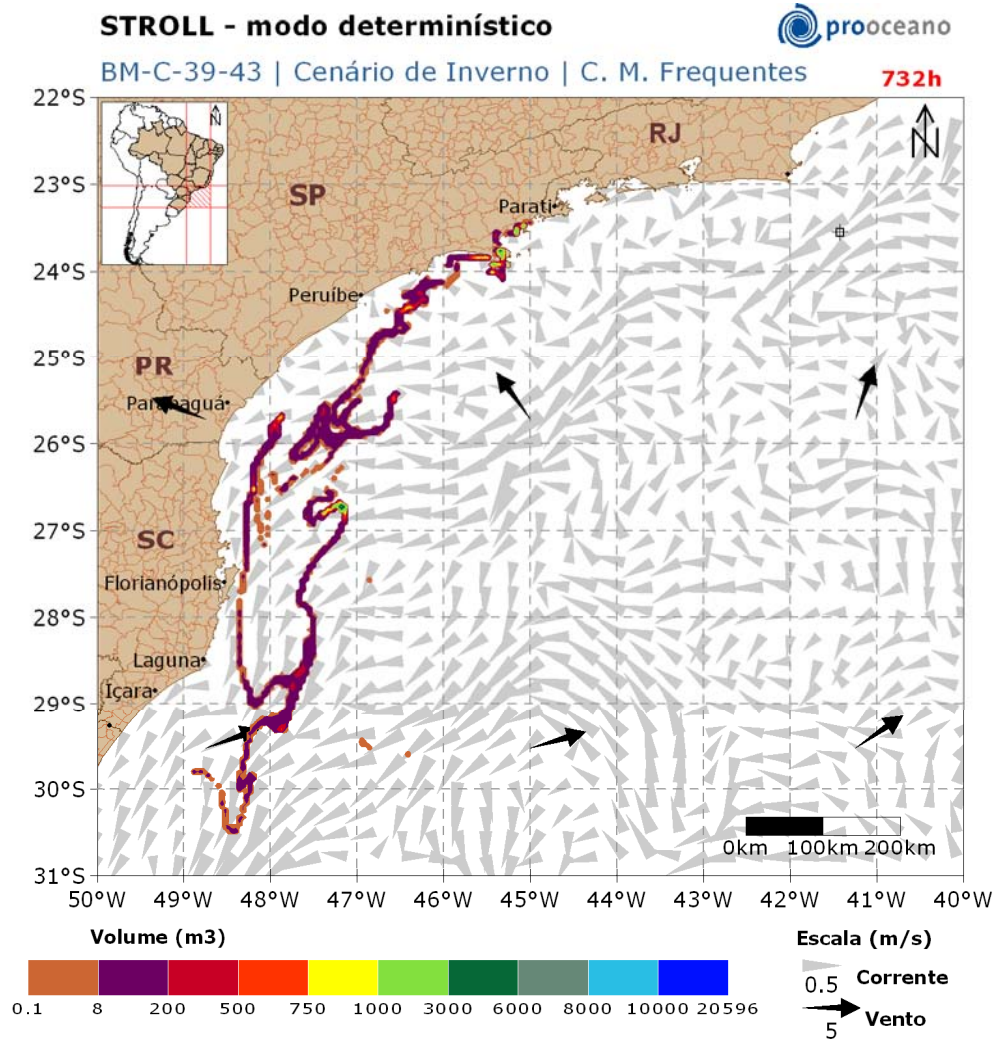 STROLL - modo determinístico
prooceano
BM-C-39-43 | Cenário de Inverno | C. M. Frequentes
732h
22°S
N
N
RJ
23°S
SP
Parati
24°S
Peruíbe
25°S
PR
Paranaguá
26°S
27°S
SC
Florianópolis
28°S
Laguna
Içara
29°S
30°S
0km 100km 200km
31°S
50°W 49°W 48°W 47°W 46°W 45°W 44°W 43°W 42°W 41°W 40°W
Volume (m3)
Escala (m/s)
0.5 Corrente
0.1 8 200 500 750 1000 3000 6000 8000 10000 20596
5 Vento